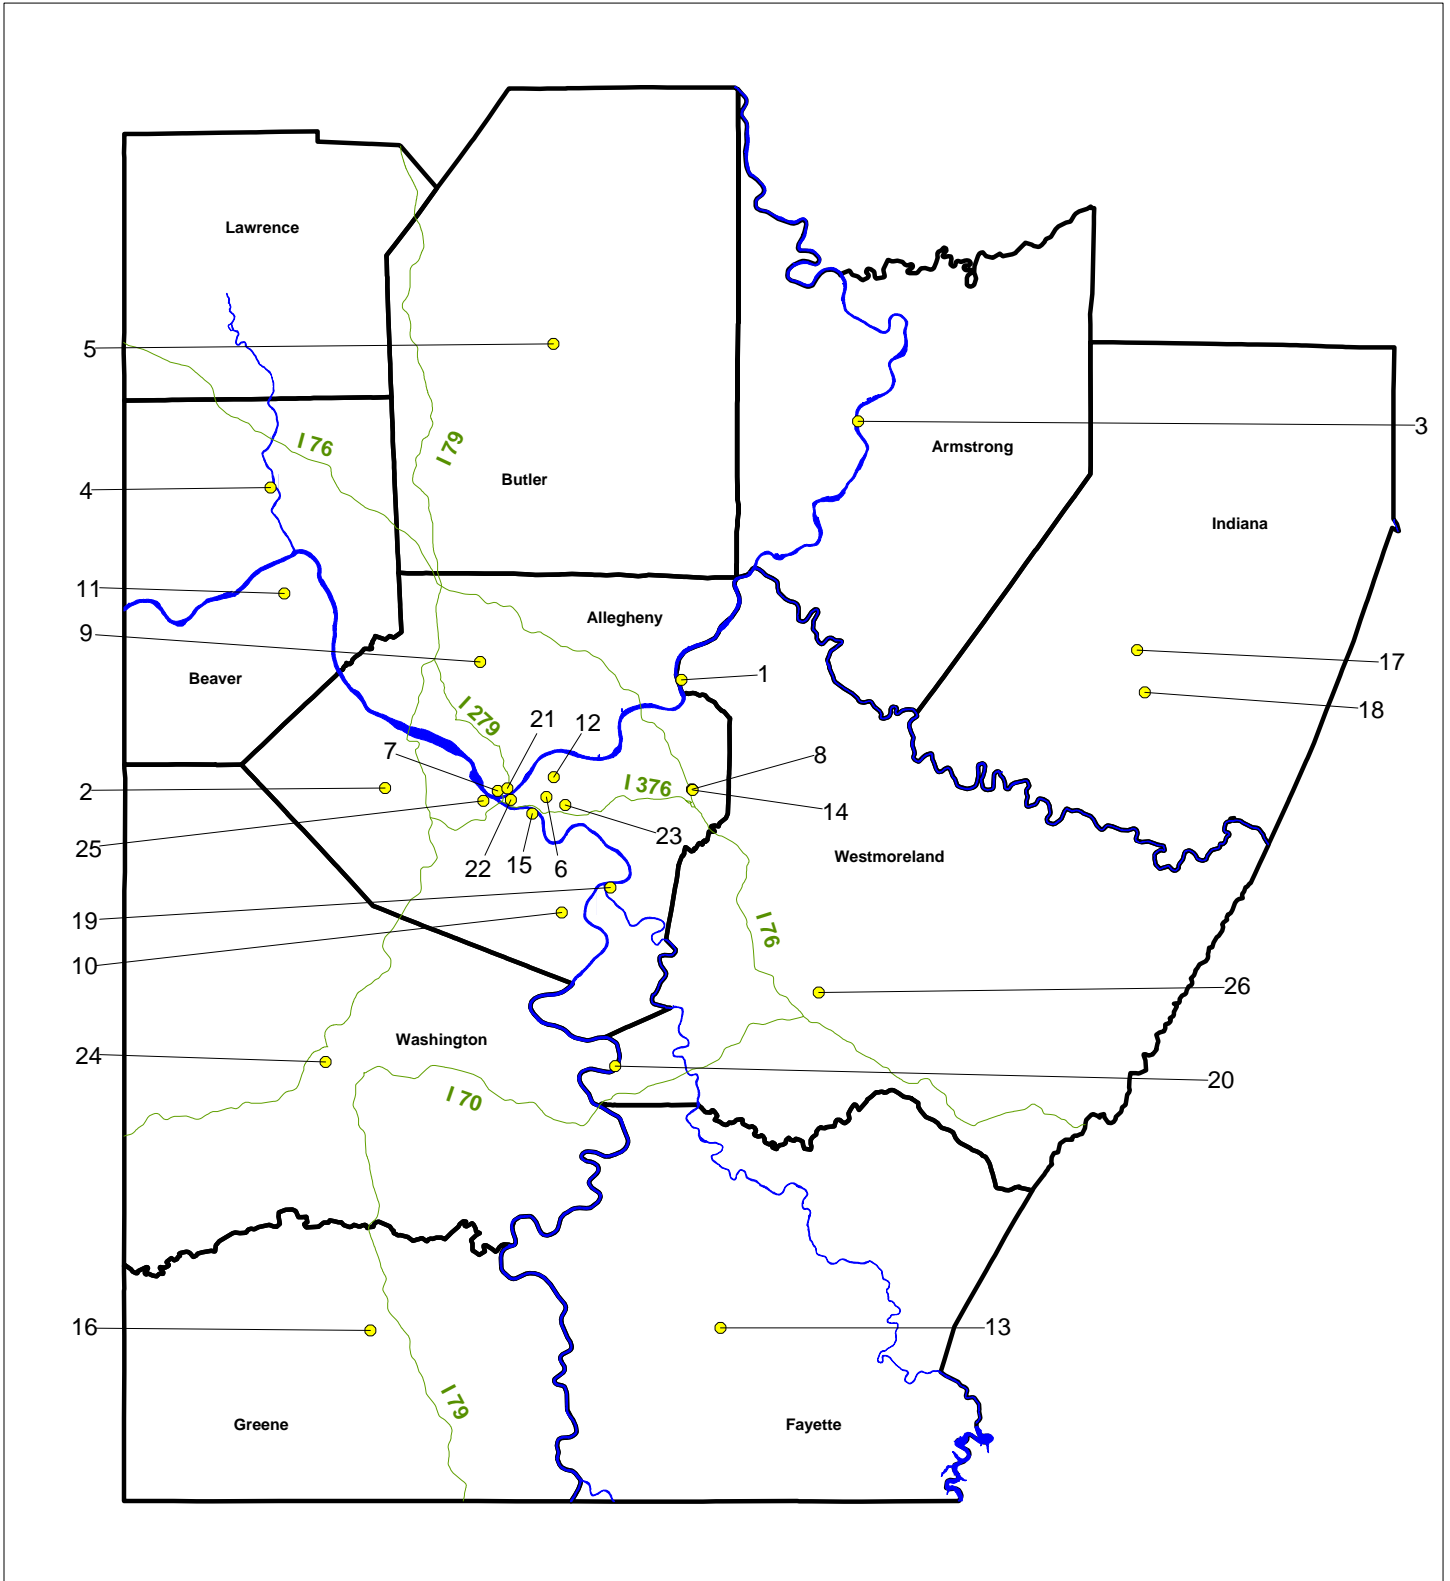 Lawrence
5
I 76
I 79
3
Armstrong
4
Butler
Indiana
11
Allegheny
9
17
1
Beaver
18
I 279
21
12
7
8
2
I 376
14
25
22
15
6
23
Westmoreland
19
I 76
10
26
24
Washington
20
I 70
16
13
I 79
Greene
Fayette